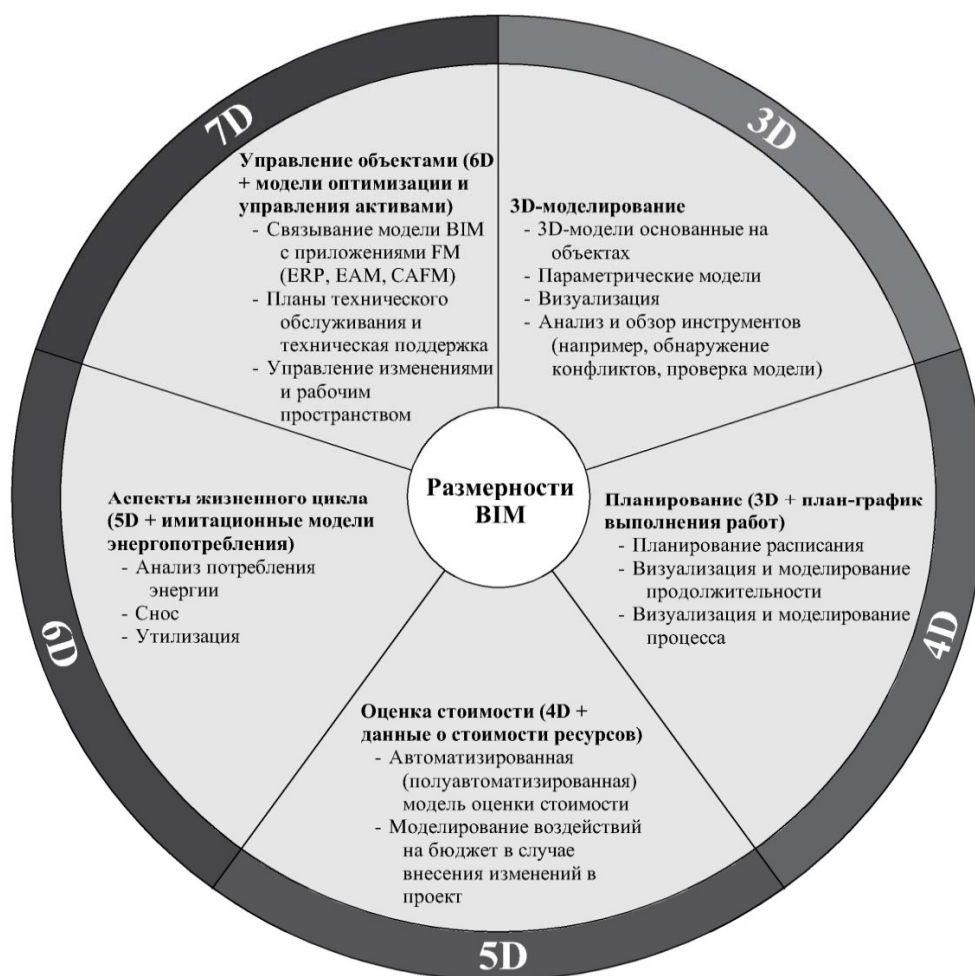 3D
3D-моделирование
- 3D-модели основанные на
объектах
- Параметрические модели
- Визуализация
- Анализ и обзор инструментов
(например, обнаружение
конфликтов, проверка модели)
4D
Планирование (3D + план-график
выполнения работ)
- Планирование расписания
- Визуализация и моделирование
продолжительности
- Визуализация и моделирование
процесса
5D
Оценка стоимости (4D +
данные о стоимости ресурсов)
- Автоматизированная
(полуавтоматизированная)
модель оценки стоимости
- Моделирование воздействий
на бюджет в случае
внесения изменений в
проект
6D
Аспекты жизненного цикла
(5D + имитационные модели
энергопотребления)
- Анализ потребления
энергии
- Снос
- Утилизация
7D
Управление объектами (6D
+ модели оптимизации и
управления активами)
- Связывание модели BIM
с приложениями FM
(ERP, EAM, CAFM)
- Планы технического
обслуживания и
техническая поддержка
- Управление изменениями
и рабочим
пространством
Размерности
BIM